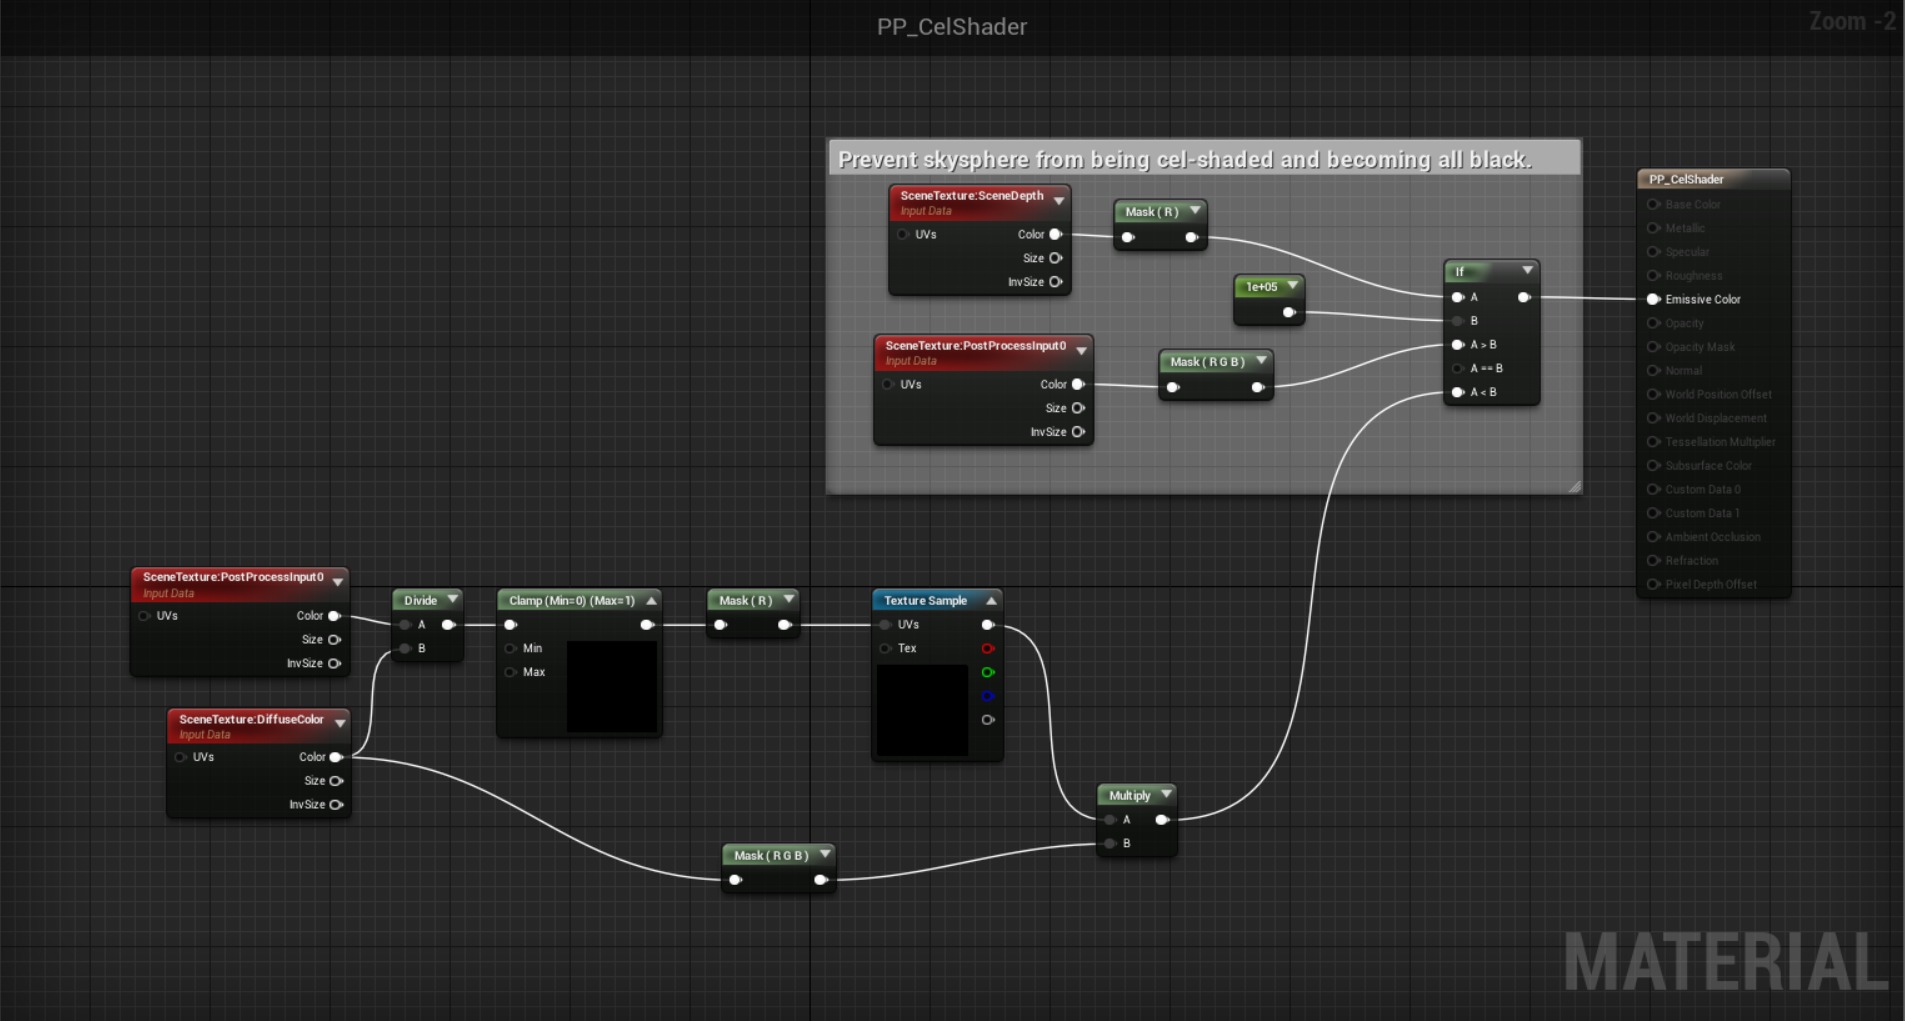 PP_CelShader
Zoom -2
Prevent skysphere from being cel-shaded and becoming all black.
SceneTexture:SceneDepth
Input Data
UVs
Color
Size
InvSize
Mask ( R )
1e+05
SceneTexture:PostProcessInput0
Input Data
UVs
Color
Size
InvSize
Mask ( R G B )
If
A
B
A > B
A == B
A < B
PP_CelShader
Base Color
Metallic
Specular
Roughness
Emissive Color
Opacity
Opacity Mask
Normal
World Position Offset
World Displacement
Tessellation Multiplier
Subsurface Color
Custom Data 0
Custom Data 1
Ambient Occlusion
Refraction
Pixel Depth Offset
SceneTexture:PostProcessInput0
Input Data
UVs
Color
Size
InvSize
Divide
A
B
Clamp (Min=0) (Max=1)
Min
Max
Mask ( R )
Texture Sample
UVs
Tex
SceneTexture:DiffuseColor
Input Data
UVs
Color
Size
InvSize
Multiply
A
B
Mask ( R G B )
MATERIAL